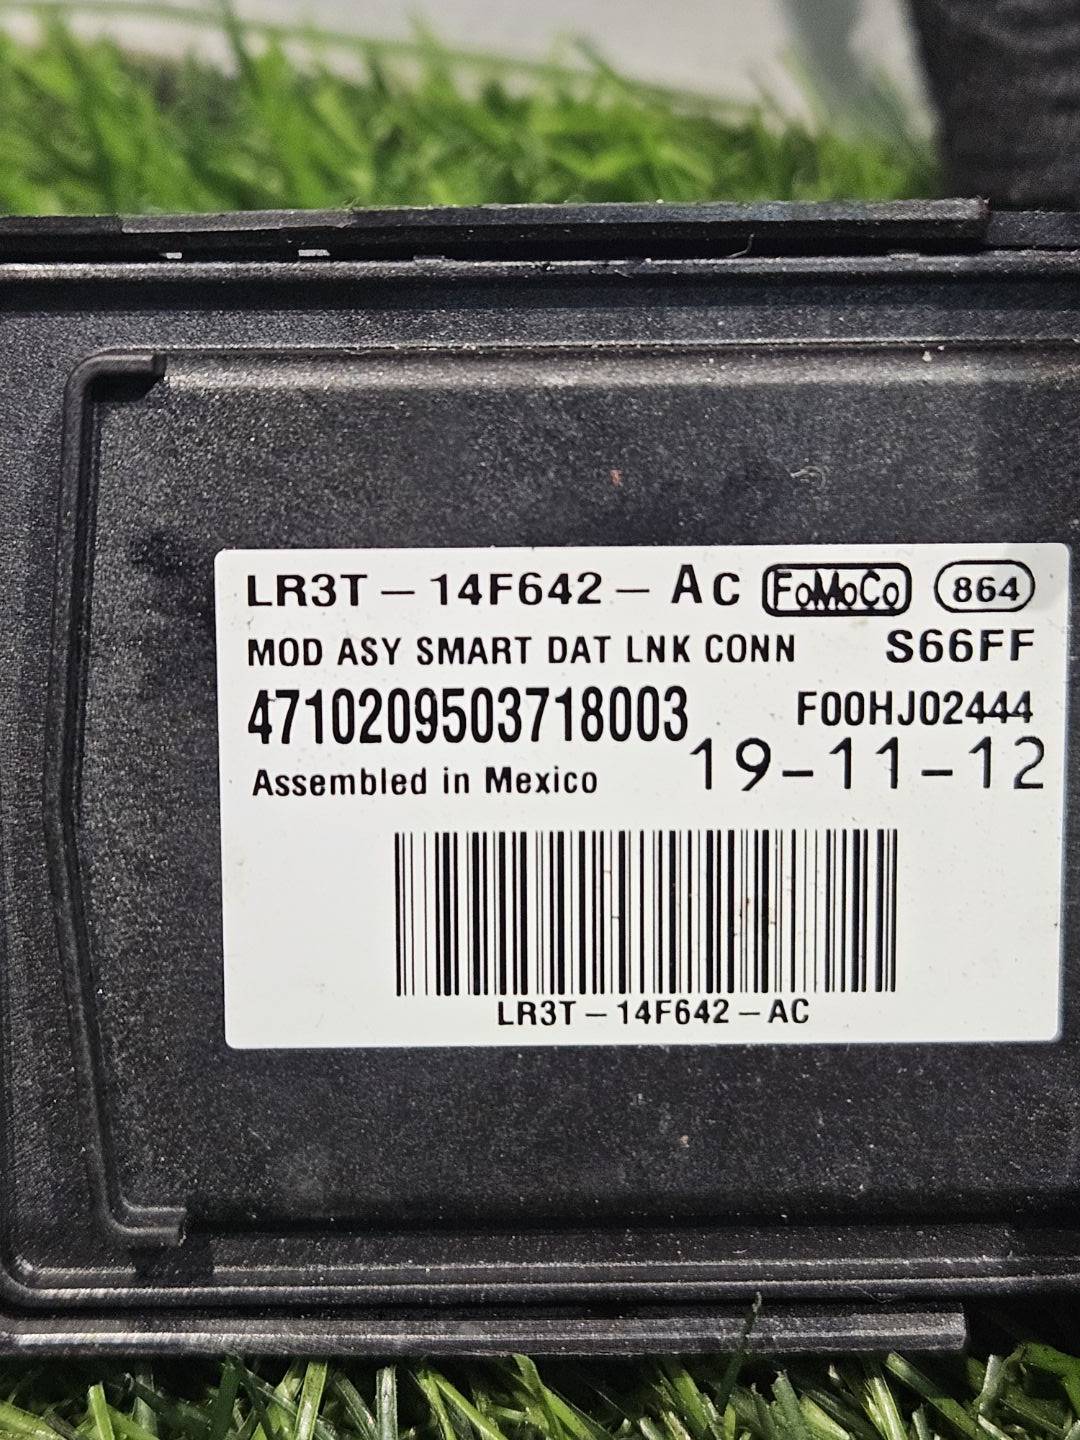 LR3T-14F642-AC FoMoCo 864
MOD ASY SMART DAT LNK CONN S66FF
4710209503718003 F00HJ02444
Assembled in Mexico 19-11-12
LR3T-14F642-AC